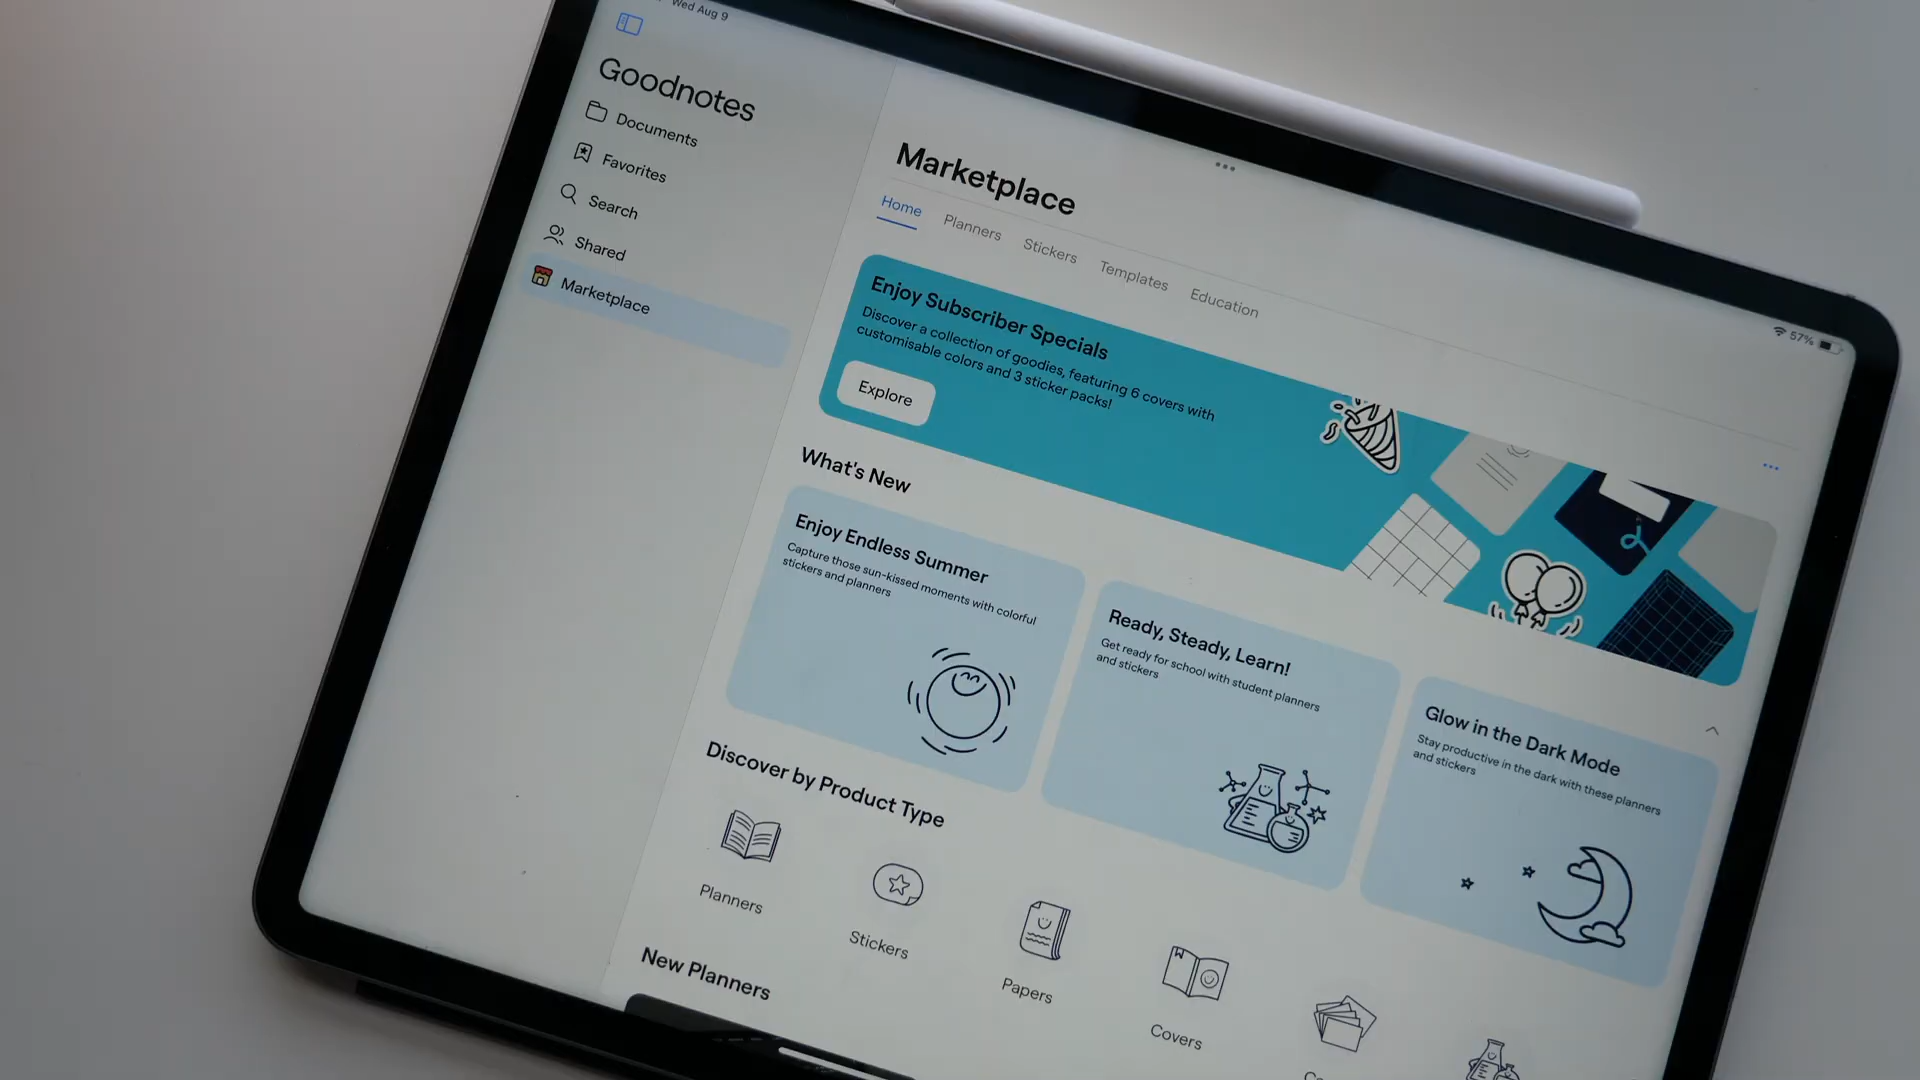 Wed Aug 9
57%
Goodnotes
Documents
Favorites
Search
Shared
Marketplace
Marketplace
Home
Planners
Stickers
Templates
Education
Enjoy Subscriber Specials
Discover a collection of goodies, featuring 6 covers with
customisable colors and 3 sticker packs!
Explore
What's New
Enjoy Endless Summer
Capture those sun-kissed moments with colorful
stickers and planners
Ready, Steady, Learn!
Get ready for school with student planners
and stickers
Glow in the Dark Mode
Stay productive in the dark with these planners
and stickers
Discover by Product Type
Planners
Stickers
Papers
Covers
New Planners